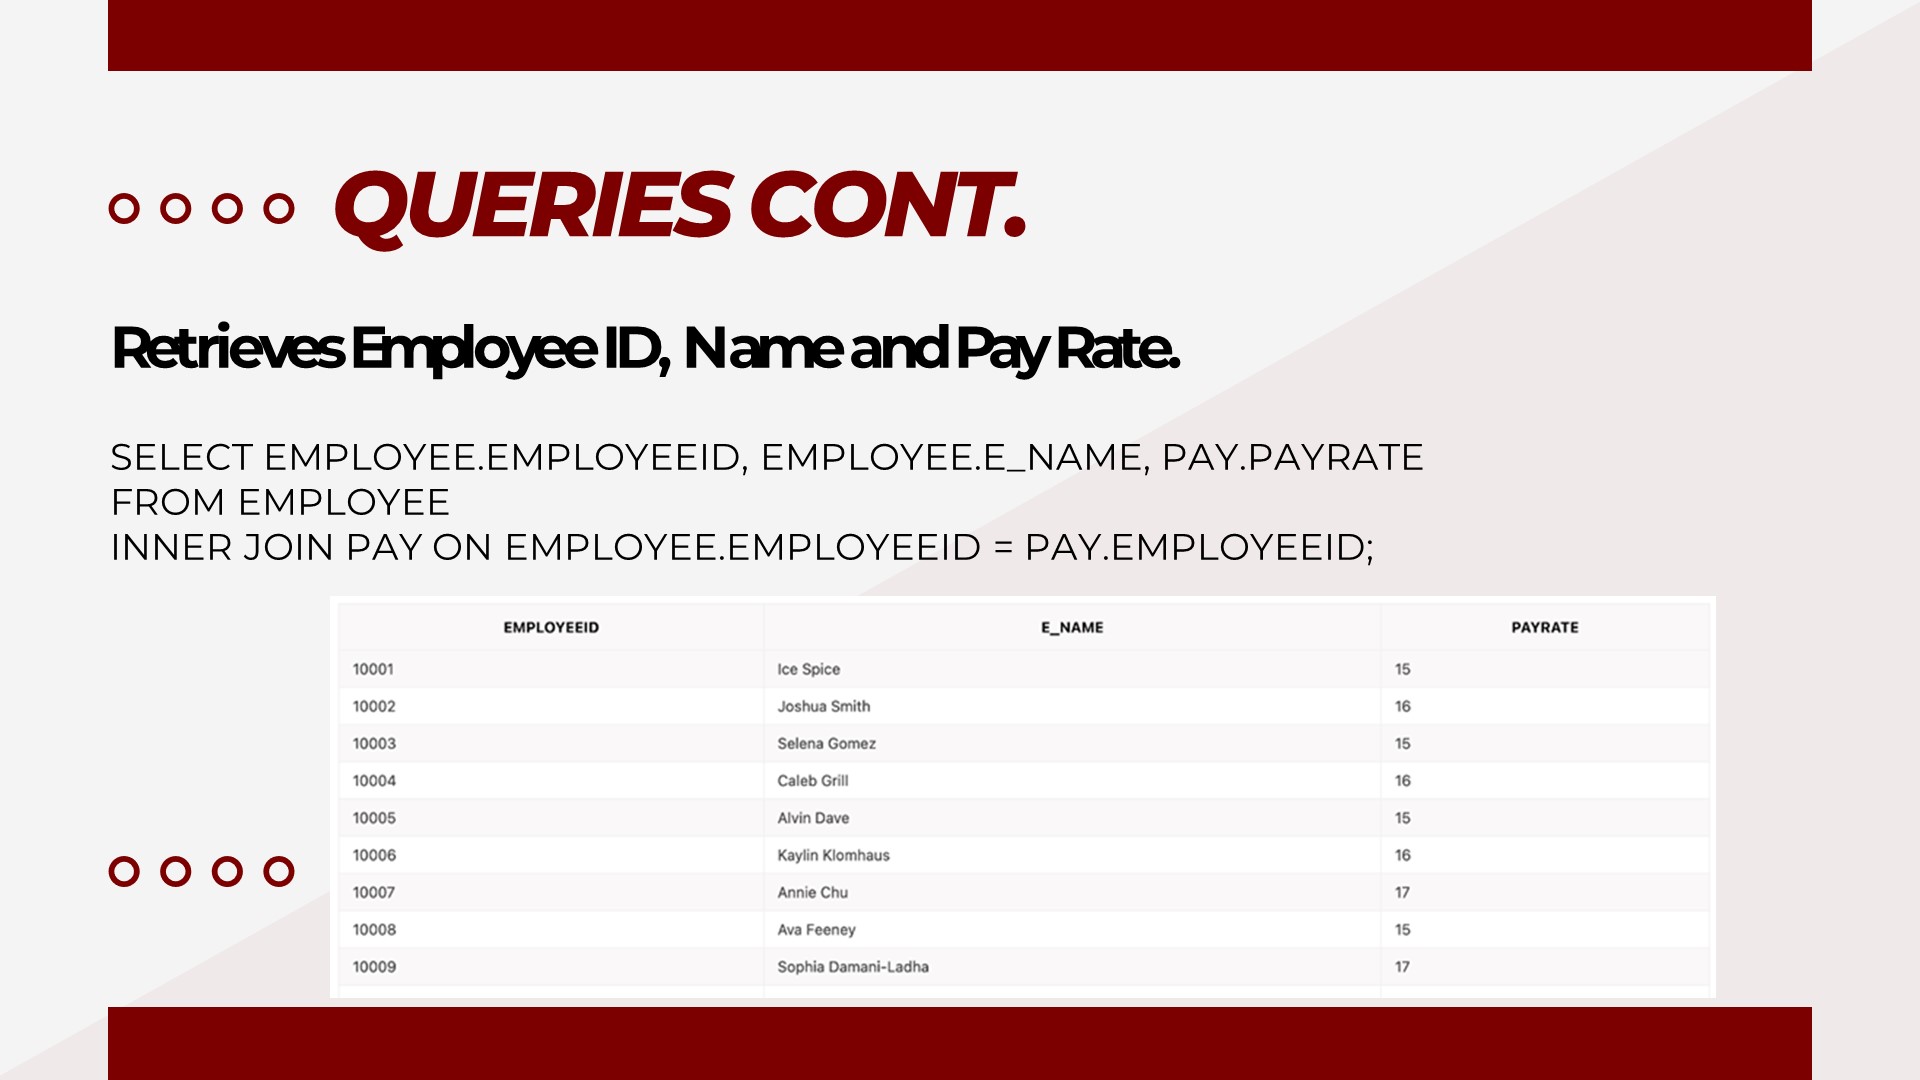 QUERIES CONT.
Retrieves Employee ID, Name and Pay Rate.
SELECT EMPLOYEE.EMPLOYEEID, EMPLOYEE.E_NAME, PAY.PAYRATE
FROM EMPLOYEE
INNER JOIN PAY ON EMPLOYEE.EMPLOYEEID = PAY.EMPLOYEEID;
EMPLOYEEID E_NAME PAYRATE
10001 Ice Spice 15
10002 Joshua Smith 16
10003 Selena Gomez 15
10004 Caleb Grill 16
10005 Alvin Dave 15
10006 Kaylin Klomhaus 16
10007 Annie Chu 17
10008 Ava Feeney 15
10009 Sophia Damani-Ladha 17